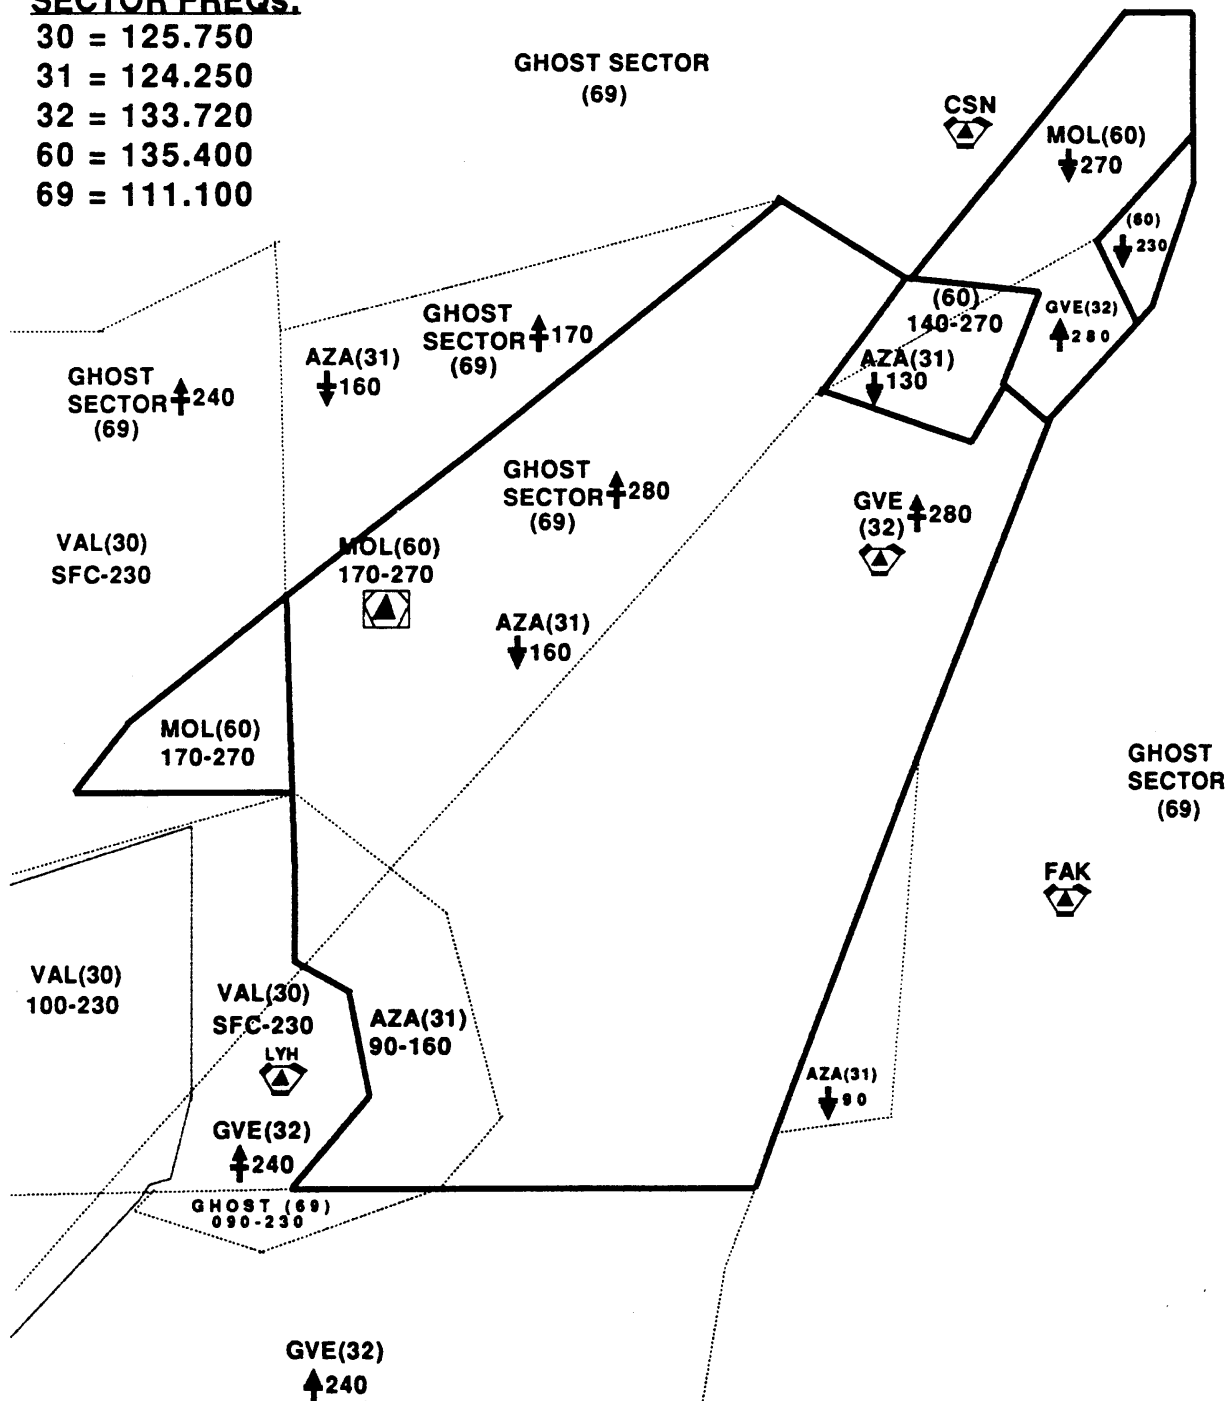 SECTOR FREQs.
30 = 125.750
31 = 124.250
32 = 133.720
60 = 135.400
69 = 111.100
GHOST SECTOR
(69)
CSN
MOL(60)
270
(60)
230
GVE(32)
280
(60)
140-270
AZA(31)
130
GHOST
SECTOR 170
(69)
AZA(31)
160
GHOST
SECTOR 240
(69)
GHOST
SECTOR 280
(69)
GVE
(32) 280
VAL(30)
SFC-230
MOL(60)
170-270
AZA(31)
160
MOL(60)
170-270
GHOST
SECTOR
(69)
FAK
VAL(30)
100-230
VAL(30)
SFC-230
LYH
AZA(31)
90-160
AZA(31)
90
GVE(32)
240
GHOST (69)
090-230
GVE(32)
240